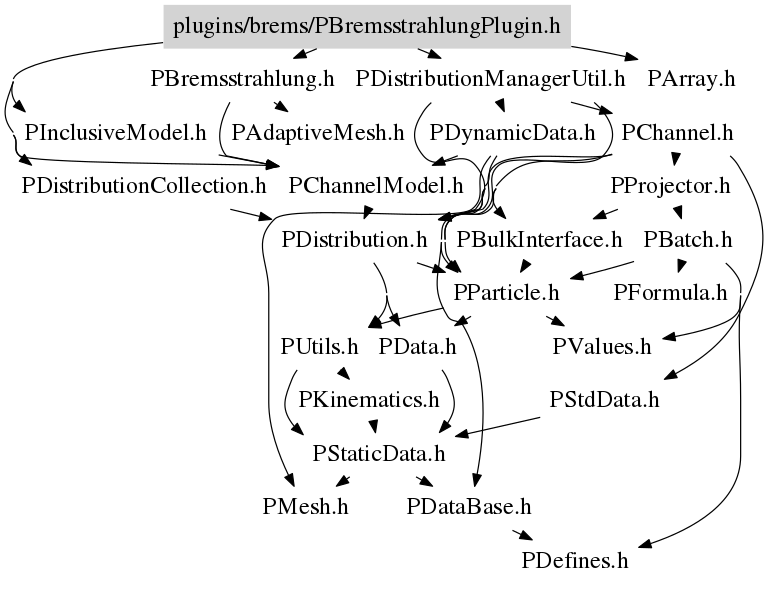 plugins/brems/PBremsstrahlungPlugin.h
PBremsstrahlung.h PDistributionManagerUtil.h PArray.h
PInclusiveModel.h PAdaptiveMesh.h PDynamicData.h PChannel.h
PDistributionCollection.h PChannelModel.h PProjector.h
PDistribution.h PBulkInterface.h PBatch.h
PParticle.h PFormula.h
PUtils.h PData.h PValues.h
PKinematics.h PStdData.h
PStaticData.h
PMesh.h PDataBase.h
PDefines.h